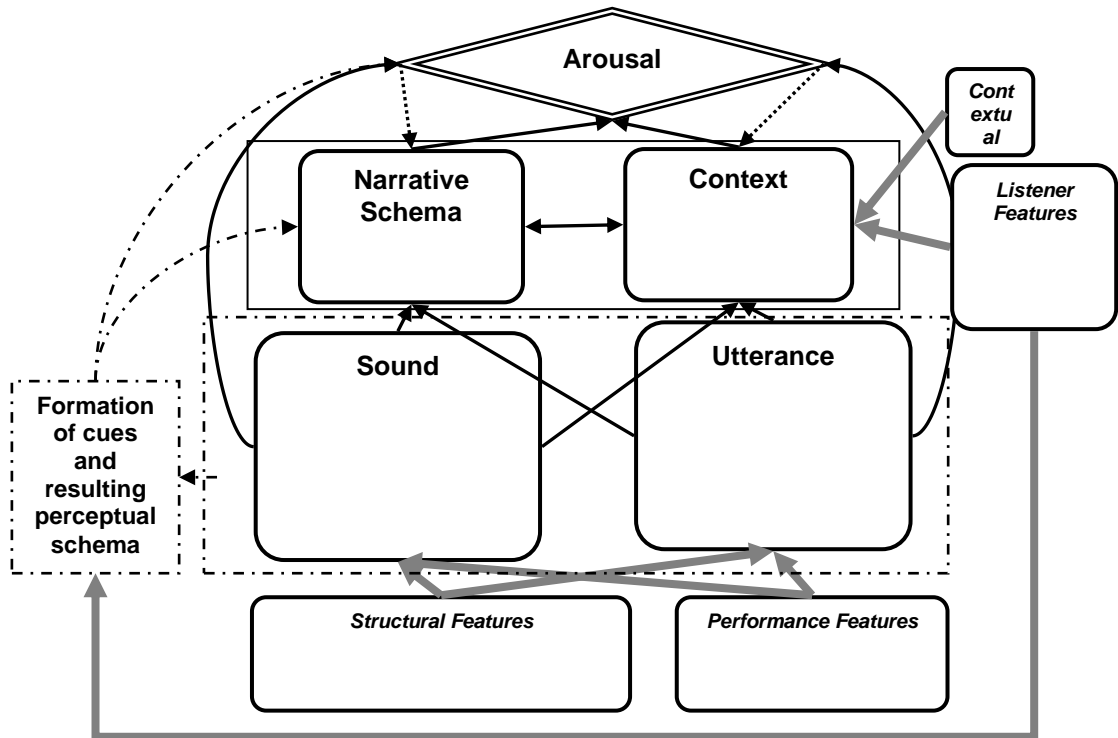 Arousal
Cont
extu
al
Narrative
Schema
Context
Listener
Features
Sound
Utterance
Formation
of cues
and
resulting
perceptual
schema
Structural Features
Performance Features